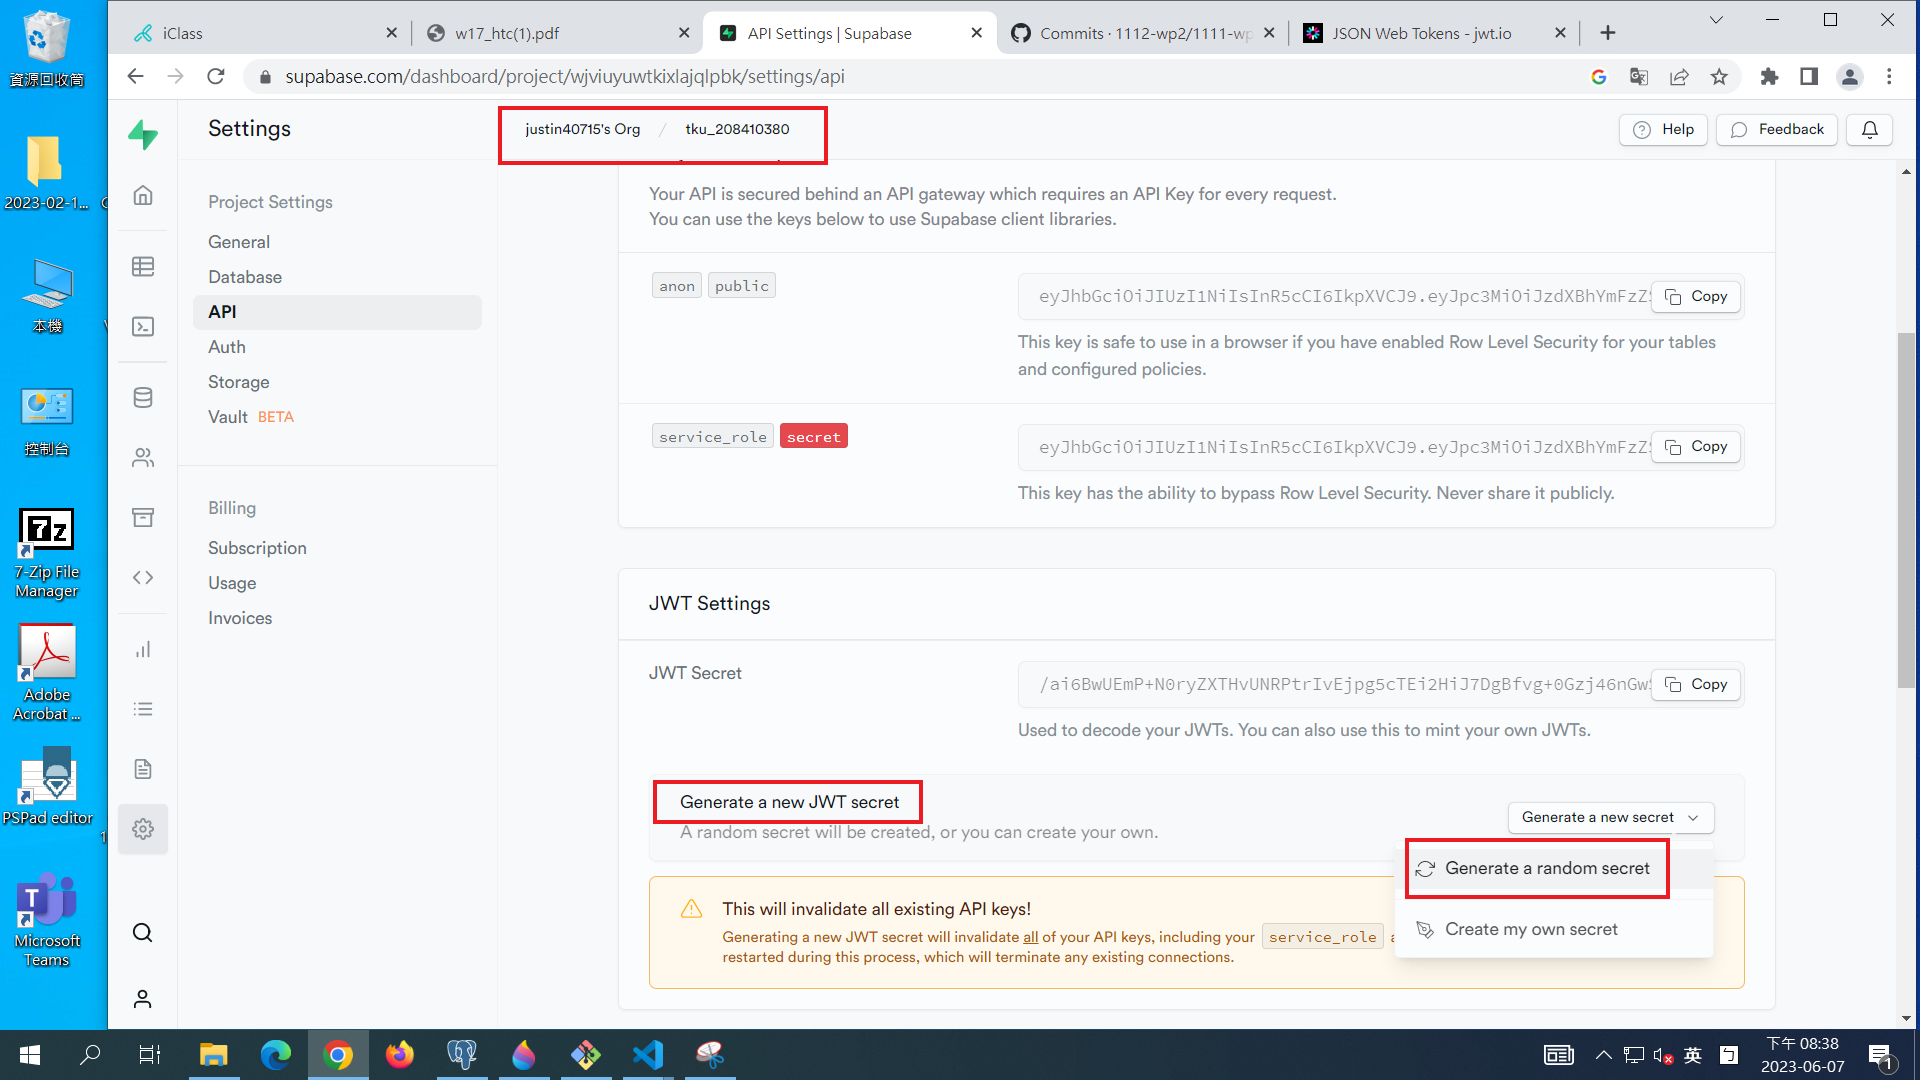 iClass
w17_htc(1).pdf
API Settings | Supabase
Commits · 1112-wp2/1111-wp
JSON Web Tokens - jwt.io
supabase.com/dashboard/project/wjviuyuwtkixlajqlpbk/settings/api
資源回收筒
2023-02-1...
本機
控制台
7-Zip File
Manager
Adobe
Acrobat ...
PSPad editor
Microsoft
Teams
Settings
justin40715's Org / tku_208410380
Help
Feedback
Project Settings
General
Database
API
Auth
Storage
Vault BETA
Billing
Subscription
Usage
Invoices
Your API is secured behind an API gateway which requires an API Key for every request.
You can use the keys below to use Supabase client libraries.
anon public
eyJhbGciOiJIUzI1NiIsInR5cCI6IkpXVCJ9.eyJpc3MiOiJzdXBhYmFzZS
Copy
This key is safe to use in a browser if you have enabled Row Level Security for your tables
and configured policies.
service_role secret
eyJhbGciOiJIUzI1NiIsInR5cCI6IkpXVCJ9.eyJpc3MiOiJzdXBhYmFzZS
Copy
This key has the ability to bypass Row Level Security. Never share it publicly.
JWT Settings
JWT Secret
/ai6BwUEmP+N0ryZXTHvUNRPtrIvEjpg5cTEi2HiJ7DgBfvg+0Gzj46nGw
Copy
Used to decode your JWTs. You can also use this to mint your own JWTs.
Generate a new JWT secret
A random secret will be created, or you can create your own.
Generate a new secret
Generate a random secret
Create my own secret
This will invalidate all existing API keys!
Generating a new JWT secret will invalidate all of your API keys, including your service_role
restarted during this process, which will terminate any existing connections.
英
下午 08:38
2023-06-07
1